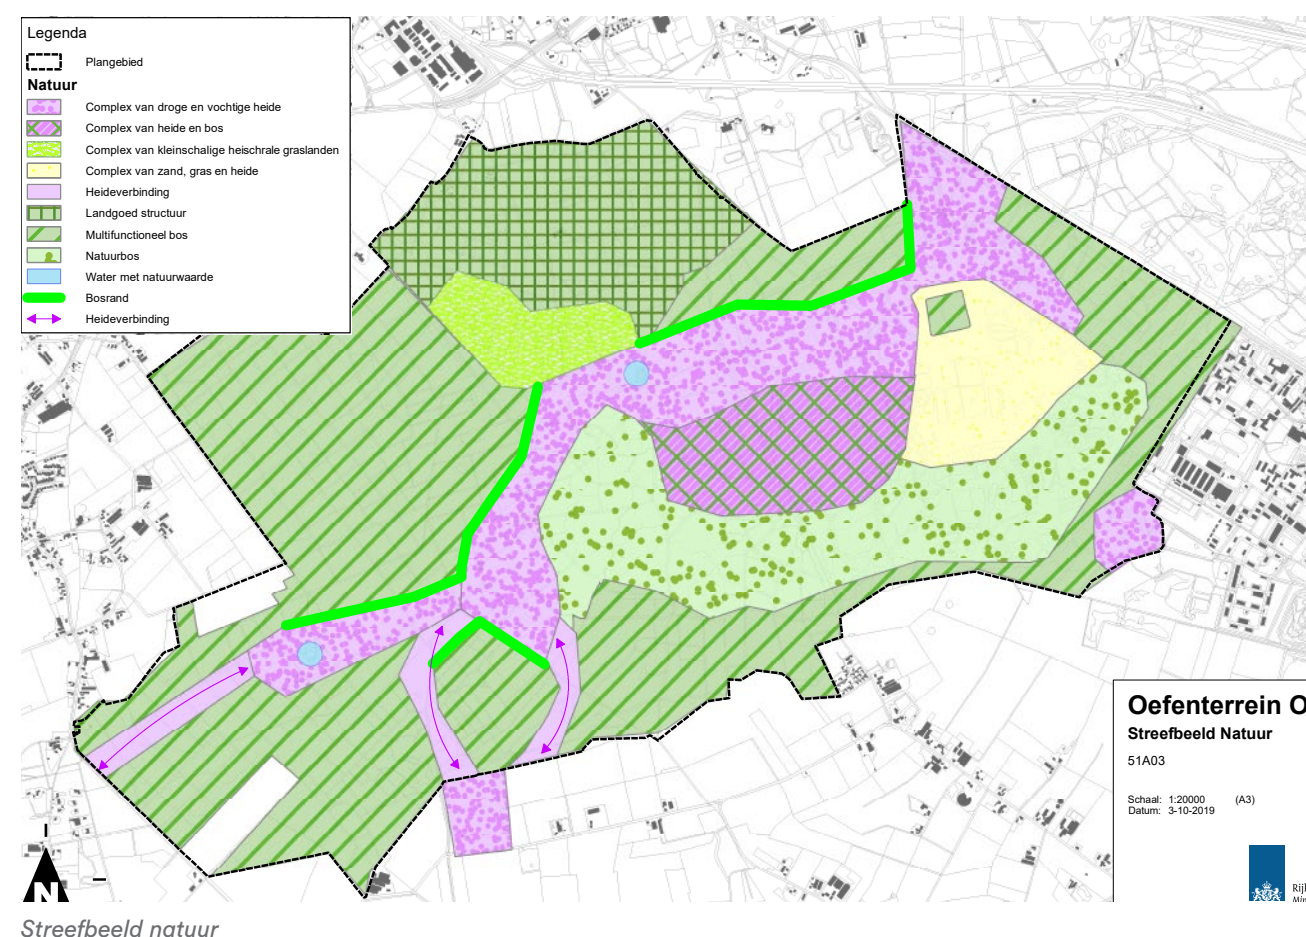 Legenda
Plangebied
Natuur
Complex van droge en vochtige heide
Complex van heide en bos
Complex van kleinschalige heischrale graslanden
Complex van zand, gras en heide
Heideverbinding
Landgoed structuur
Multifunctioneel bos
Natuurbos
Water met natuurwaarde
Bosrand
Heideverbinding
Oefenterrein O
Streefbeeld Natuur
51A03
Schaal: 1:20000 (A3)
Datum: 3-10-2019
Rij
Min
N
Streefbeeld natuur